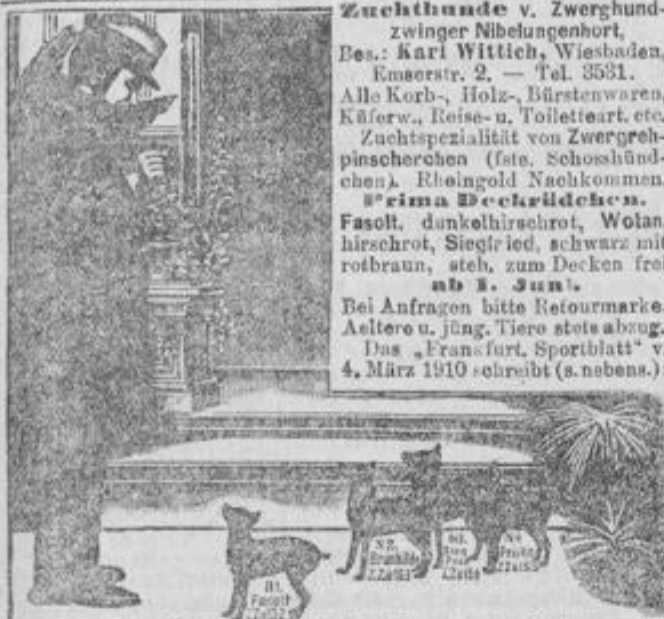 Zuchthunde v. Zwerghund-
zwinger Nibelungenhort,
Bes.: Karl Wittich, Wiesbaden,
Emserstr. 2. — Tel. 3531.
Alle Korb-, Holz-, Bürstenwaren,
Küferw., Reise- u. Toiletteart. etc.
Zuchtspezialität von Zwergreh-
pinscherchen (fste. Schosshünd-
chen). Rheingold Nachkommen.
Prima Deckrüdchen.
Fasolt, dunkelhirschrot, Wotan,
hirschrot, Siegfried, schwarz mit
rotbraun, steh. zum Decken frei
ab 1. Juni.
Bei Anfragen bitte Retourmarke.
Aeltere u. jüng. Tiere stets abzug.
Das „Frankfurt. Sportblatt“ v.
4. März 1910 schreibt (s. nebens.):
Fasolt